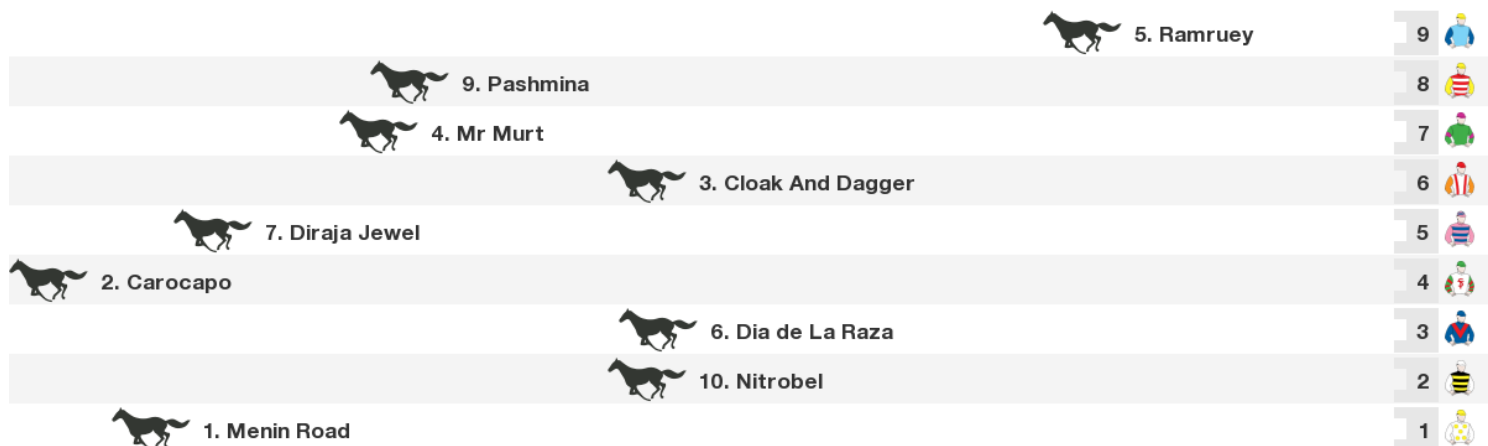 5. Ramruey 9
9. Pashmina 8
4. Mr Murt 7
3. Cloak And Dagger 6
7. Diraja Jewel 5
2. Carocapo 4
6. Dia de La Raza 3
10. Nitrobel 2
1. Menin Road 1